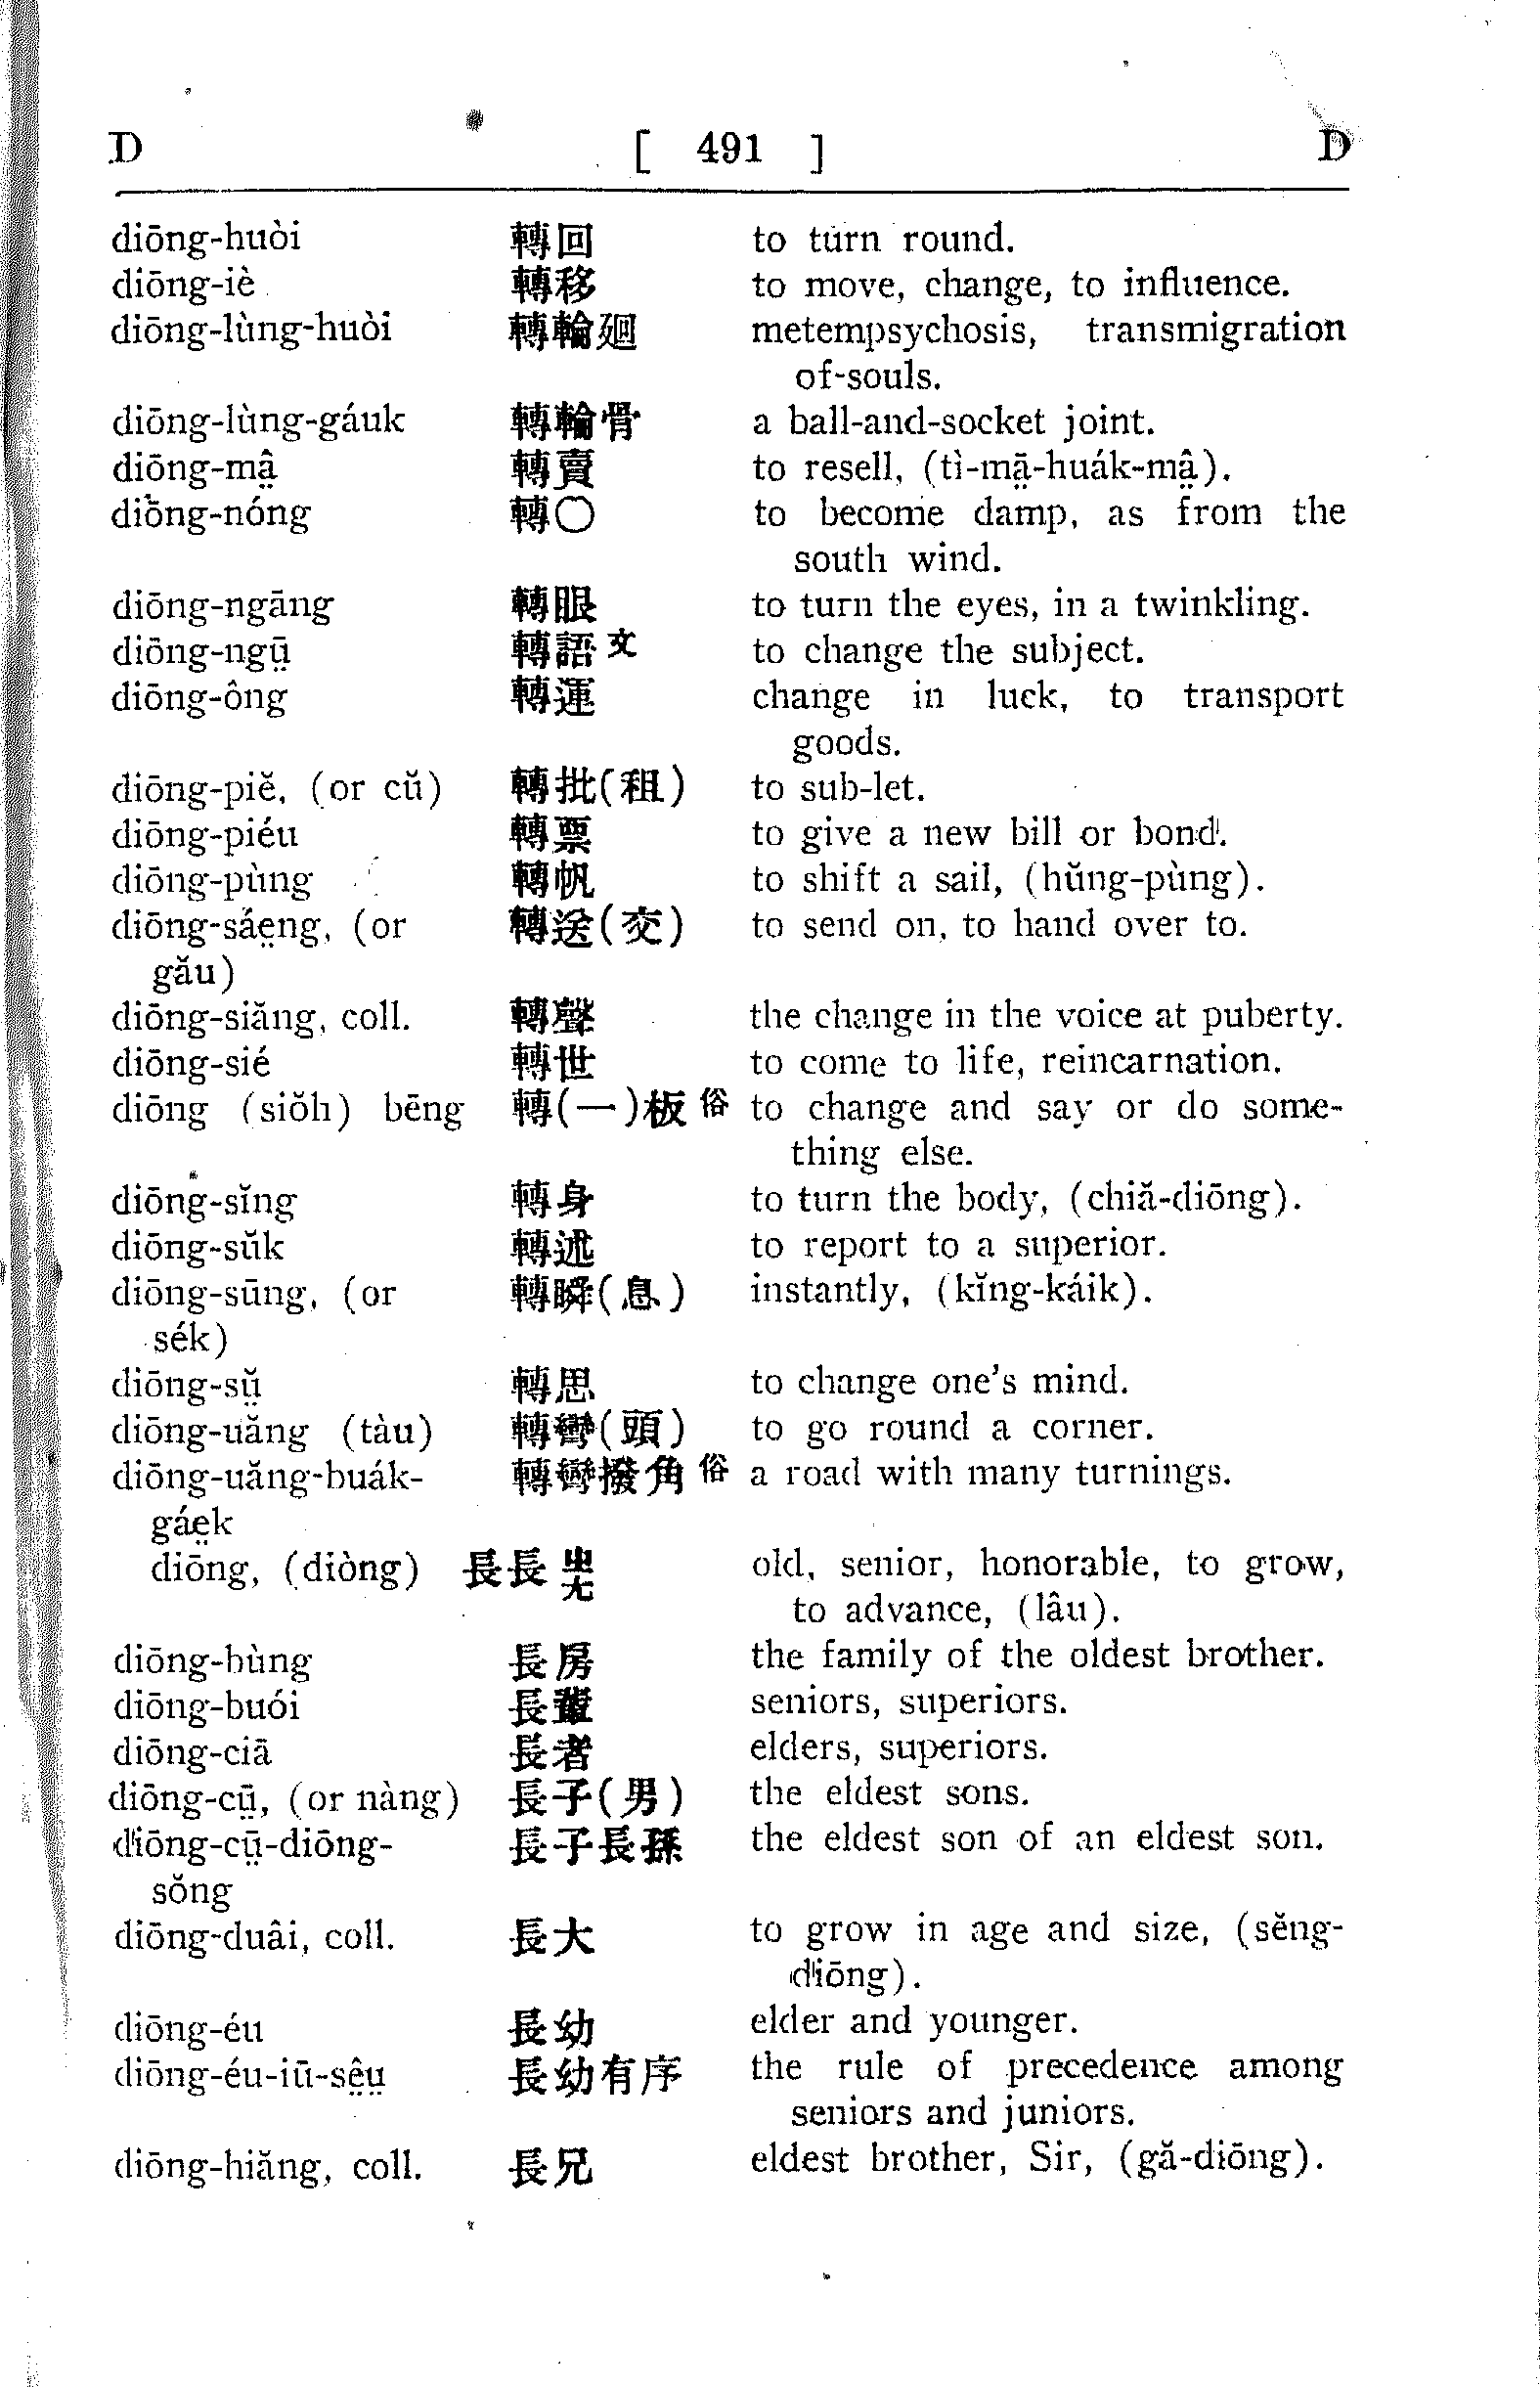 D [ 491 ] D
diōng-huòi 轉回 to turn round.
diōng-iè 轉移 to move, change, to influence.
diōng-lùng-huòi 轉輪廻 metempsychosis, transmigration
of-souls.
diōng-lùng-gáuk 轉輪骨 a ball-and-socket joint.
diōng-mâ̤ 轉賣 to resell, (tì-mā̤-huák-mâ̤).
diōng-nóng 轉〇 to become damp, as from the
south wind.
diōng-ngāng 轉眼 to turn the eyes, in a twinkling.
diōng-ngṳ̄ 轉語文 to change the subject.
diōng-ông 轉運 change in luck, to transport
goods.
diōng-piĕ, (or cŭ) 轉批(租) to sub-let.
diōng-piéu 轉票 to give a new bill or bond.
diōng-pùng 轉帆 to shift a sail, (hŭng-pùng).
diōng-sáe̤ng, (or 轉送(交) to send on, to hand over to.
gău)
diōng-siăng, coll. 轉聲 the change in the voice at puberty.
diōng-sié 轉世 to come to life, reincarnation.
diōng (siŏh) bēng 轉(一)板俗 to change and say or do some-
thing else.
diōng-sĭng 轉身 to turn the body, (chiă-diōng).
diōng-sŭk 轉述 to report to a superior.
diōng-sūng, (or 轉瞬(息) instantly, (kĭng-káik).
sék)
diōng-sṳ̆ 轉思 to change one's mind.
diōng-uăng (tàu) 轉彎(頭) to go round a corner.
diōng-uăng-buák- 轉彎撥角俗 a road with many turnings.
gáe̤k
diōng, (diòng) 長長 old, senior, honorable, to grow,
to advance, (lâu).
diōng-bùng 長房 the family of the oldest brother.
diōng-buói 長輩 seniors, superiors.
diōng-ciā 長者 elders, superiors.
diōng-cṳ̄, (or nàng) 長子(男) the eldest sons.
diōng-cṳ̄-diōng- 長子長孫 the eldest son of an eldest son.
sŏng
diōng-duâi, coll. 長大 to grow in age and size, (sĕng-
diōng).
diōng-éu 長幼 elder and younger.
diōng-éu-iū-sê̤ṳ 長幼有序 the rule of precedence among
seniors and juniors.
diōng-hiăng, coll. 長兄 eldest brother, Sir, (gă-diōng).